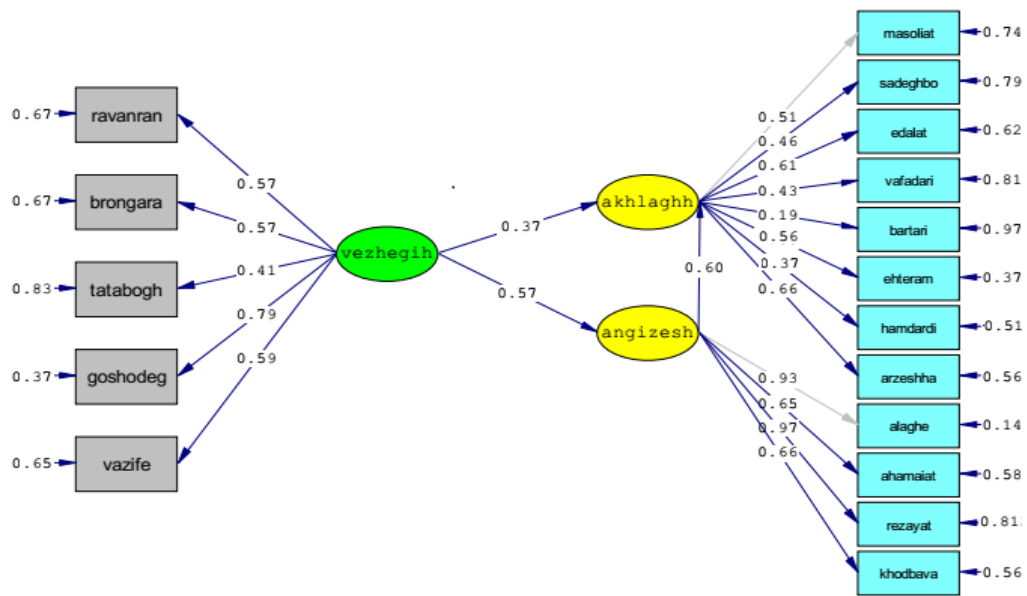 masoliat 0.74
sadeghbo 0.79
edalat 0.62
vafadari 0.81
bartari 0.97
ehteram 0.37
hamdardi 0.51
arzeshha 0.56
alaghe 0.14
ahamaiat 0.58
rezayat 0.81
khodbava 0.56
0.67 ravanran
0.67 brongara
0.83 tatabogh
0.37 goshodeg
0.65 vazife
0.57
0.57
0.41
0.79
0.59
vezhegih
0.37
0.57
akhlaghh
0.60
angizesh
0.51
0.46
0.61
0.43
0.19
0.56
0.37
0.66
0.93
0.65
0.97
0.66